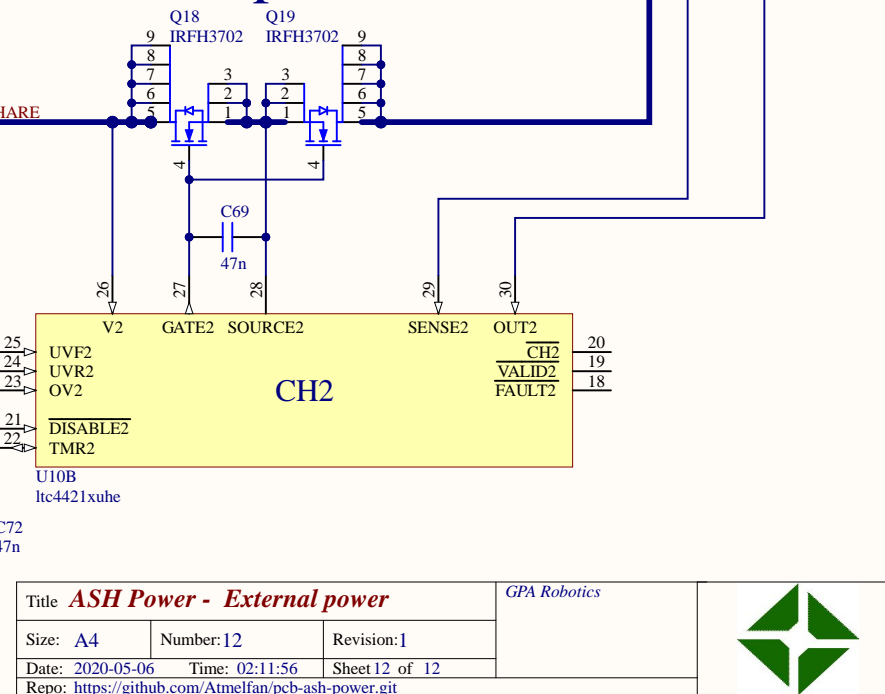 Q18 Q19
IRFH3702 IRFH3702
9 9
8 8
7 3 3 7
6 2 2 6
5 1 1 5
HARE
4 4
C69
47n
26 27 28 29 30
V2 GATE2 SOURCE2 SENSE2 OUT2
25 UVF2 CH2 20
24 UVR2 VALID2 19
23 OV2 FAULT2 18
CH2
21 DISABLE2
22 TMR2
U10B
ltc4421xuhe
C72
47n
Title ASH Power - External power GPA Robotics
Size: A4 Number:12 Revision:1
Date: 2020-05-06 Time: 02:11:56 Sheet12 of 12
Repo: https://github.com/Atmelfan/pcb-ash-power.git